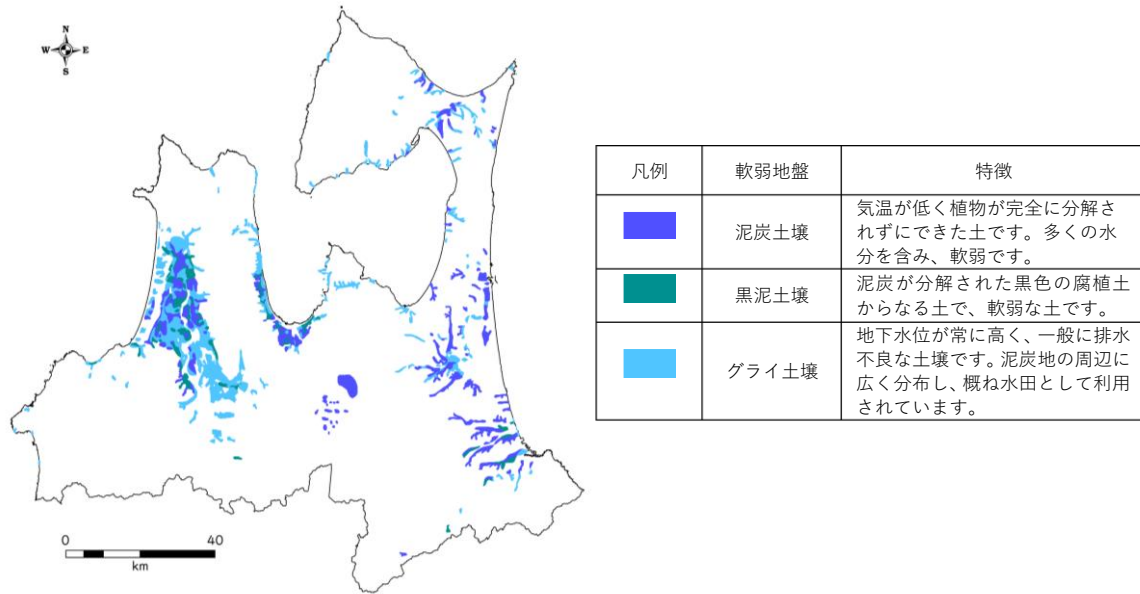 N
W E
S
凡例 軟弱地盤 特徴
泥炭土壌
気温が低く植物が完全に分解さ
れずにできた土です。多くの水
分を含み、軟弱です。
黒泥土壌
泥炭が分解された黒色の腐植土
からなる土で、軟弱な土です。
グライ土壌
地下水位が常に高く、一般に排水
不良な土壌です。泥炭地の周辺に
広く分布し、概ね水田として利用
されています。
0 40
km